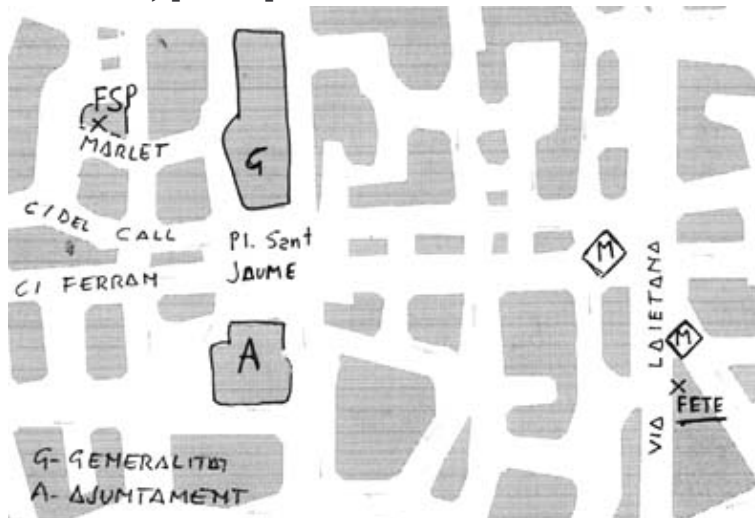 FSP
MARLET
G
C/DEL CALL
Pl. Sant
JAUME
C/ FERRAN
M
VIA LAIETANA
M
A
FETE
G- GENERALITAT
A- AJUNTAMENT